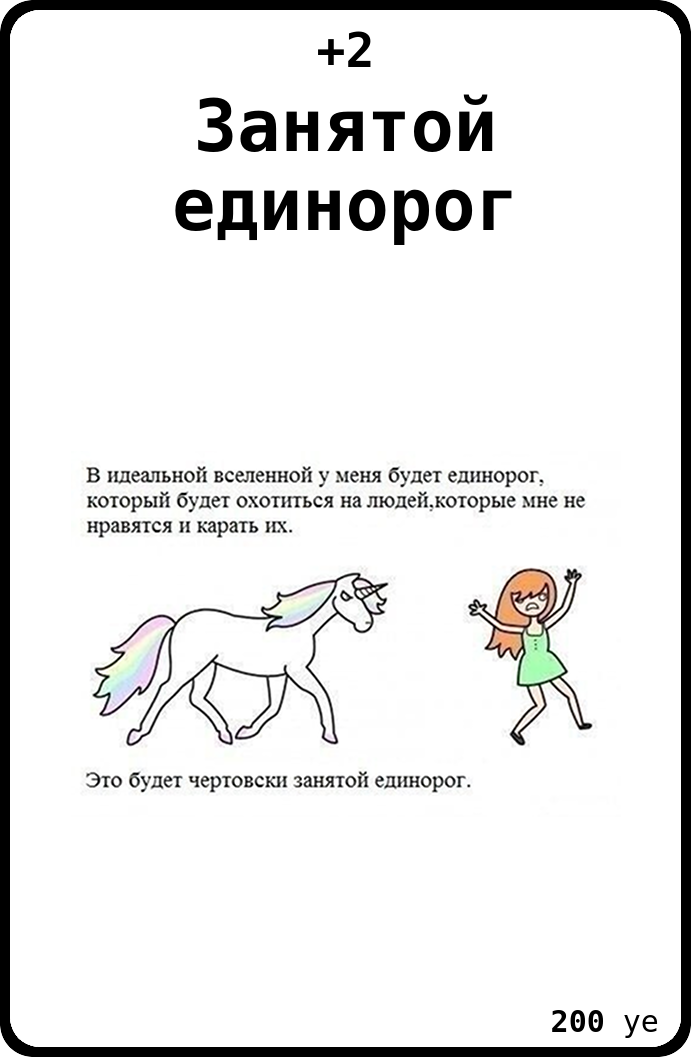 +2
Занятой
единорог
В идеальной вселенной у меня будет единорог,
который будет охотиться на людей,которые мне не
нравятся и карать их.
Это будет чертовски занятой единорог.
200 ye